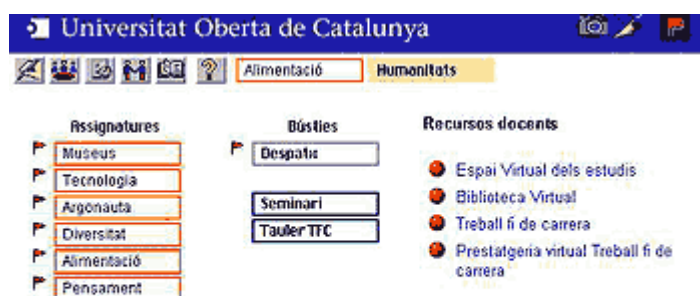 Universitat Oberta de Catalunya
Alimentació
Humanitats
Assignatures
Museus
Tecnologia
Argonauta
Diversitat
Alimentació
Pensament
Bústies
Despatx
Seminari
Tauler TFC
Recursos docents
Espai Virtual dels estudis
Biblioteca Virtual
Treball fi de carrera
Prestatgeria virtual Treball fi de
carrera